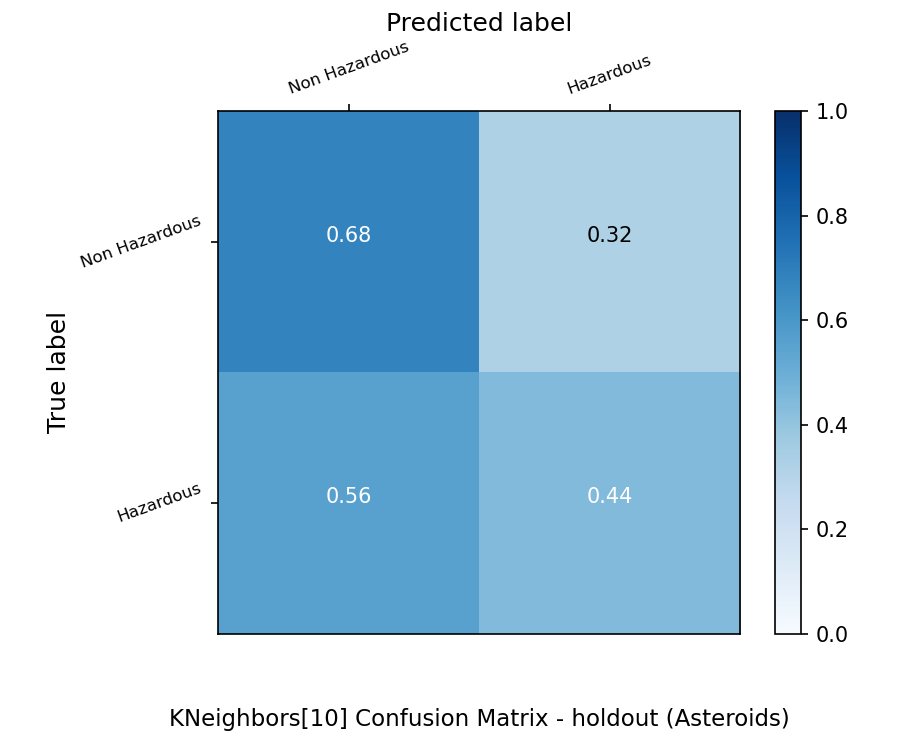 Predicted label
Non Hazardous
Hazardous
1.0
0.8
0.6
0.4
0.2
0.0
True label
Non Hazardous
0.68
0.32
Hazardous
0.56
0.44
KNeighbors[10] Confusion Matrix - holdout (Asteroids)